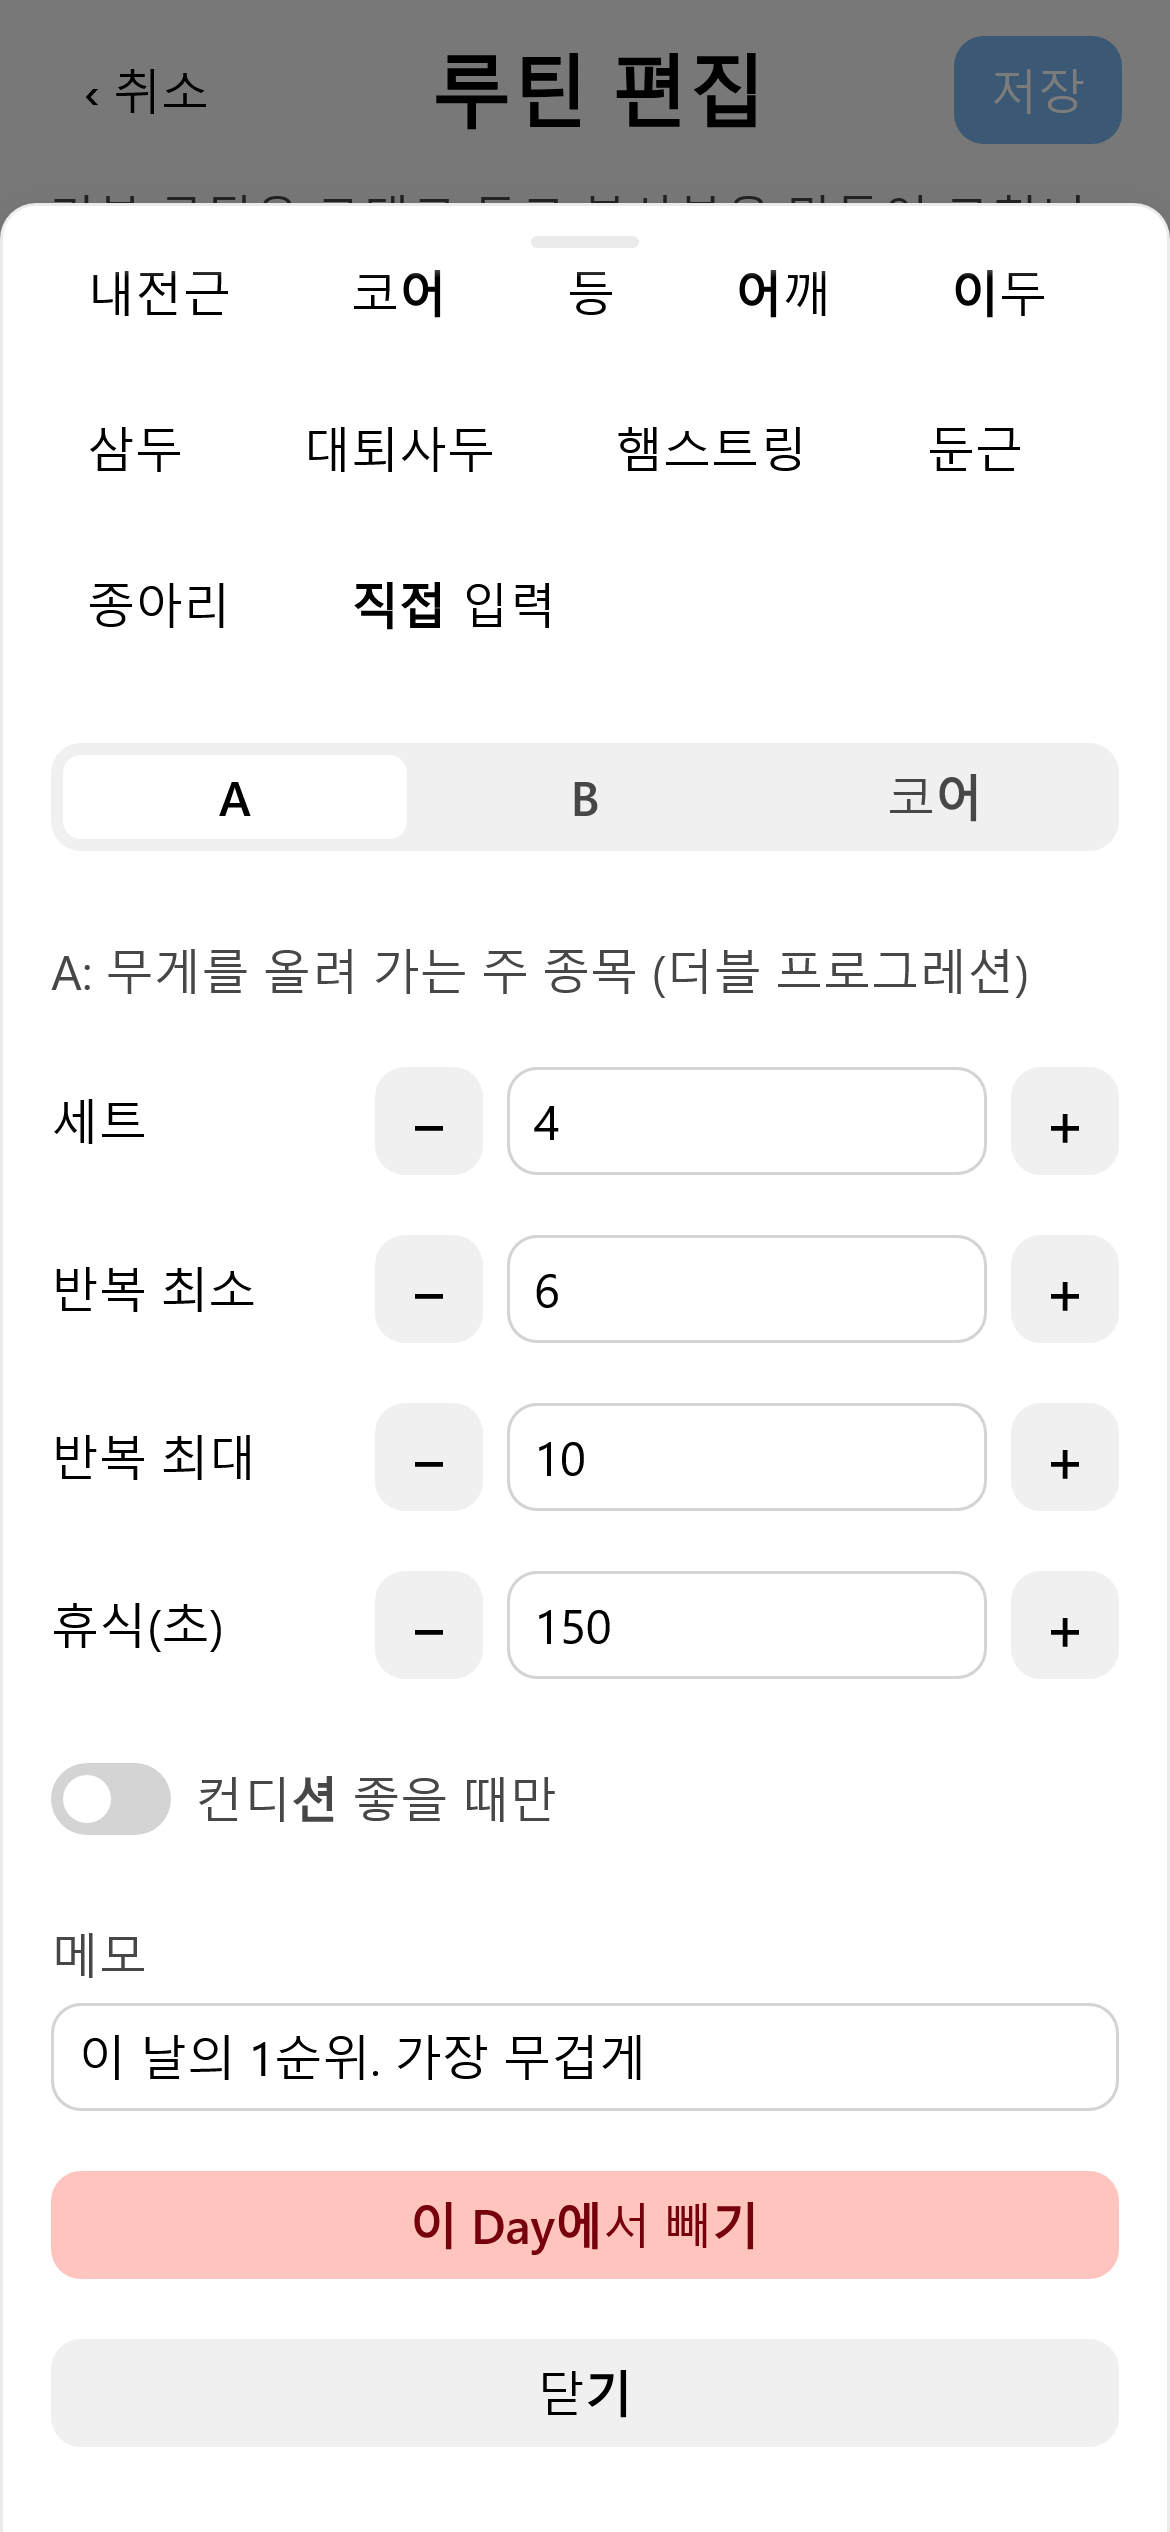 ‹ 취소
루틴 편집
저장
내전근 코어 등 어깨 이두
삼두 대퇴사두 햄스트링 둔근
종아리 직접 입력
A B 코어
A: 무게를 올려 가는 주 종목 (더블 프로그레션)
세트 − 4 +
반복 최소 − 6 +
반복 최대 − 10 +
휴식(초) − 150 +
컨디션 좋을 때만
메모
이 날의 1순위. 가장 무겁게
이 Day에서 빼기
닫기